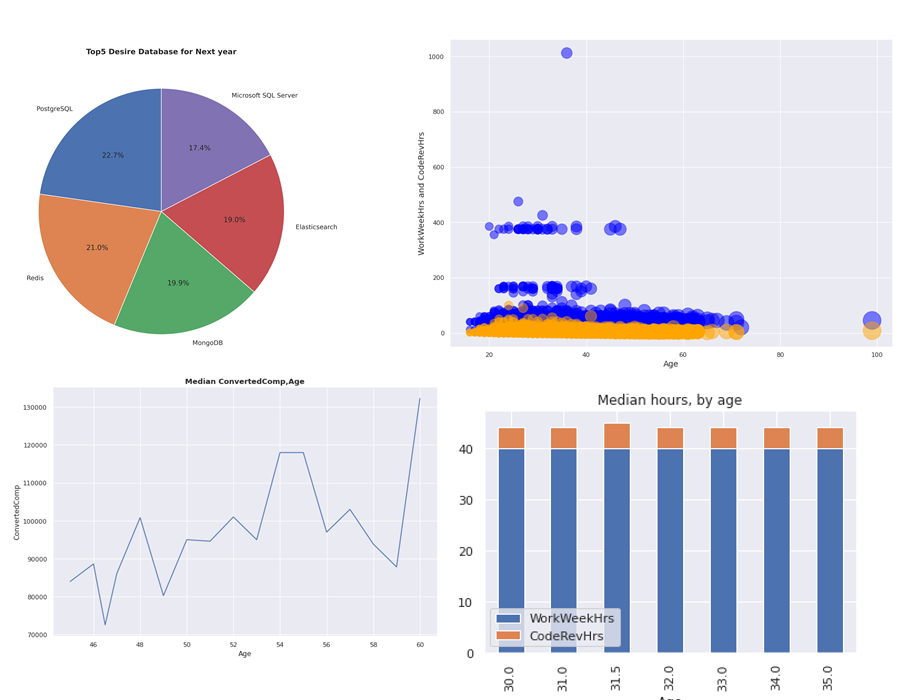 Top5 Desire Database for Next year
Microsoft SQL Server
PostgreSQL
17.4%
22.7%
19.0%
Elasticsearch
21.0%
Redis
19.9%
MongoDB
WorkWeekHrs and CodeRevHrs
1000
800
600
400
200
0
20 40 60 80 100
Age
Median ConvertedComp,Age
ConvertedComp
130000
120000
110000
100000
90000
80000
70000
46 48 50 52 54 56 58 60
Age
Median hours, by age
40
30
20
10
0
WorkWeekHrs
CodeRevHrs
30.0 31.0 31.5 32.0 33.0 34.0 35.0
Age